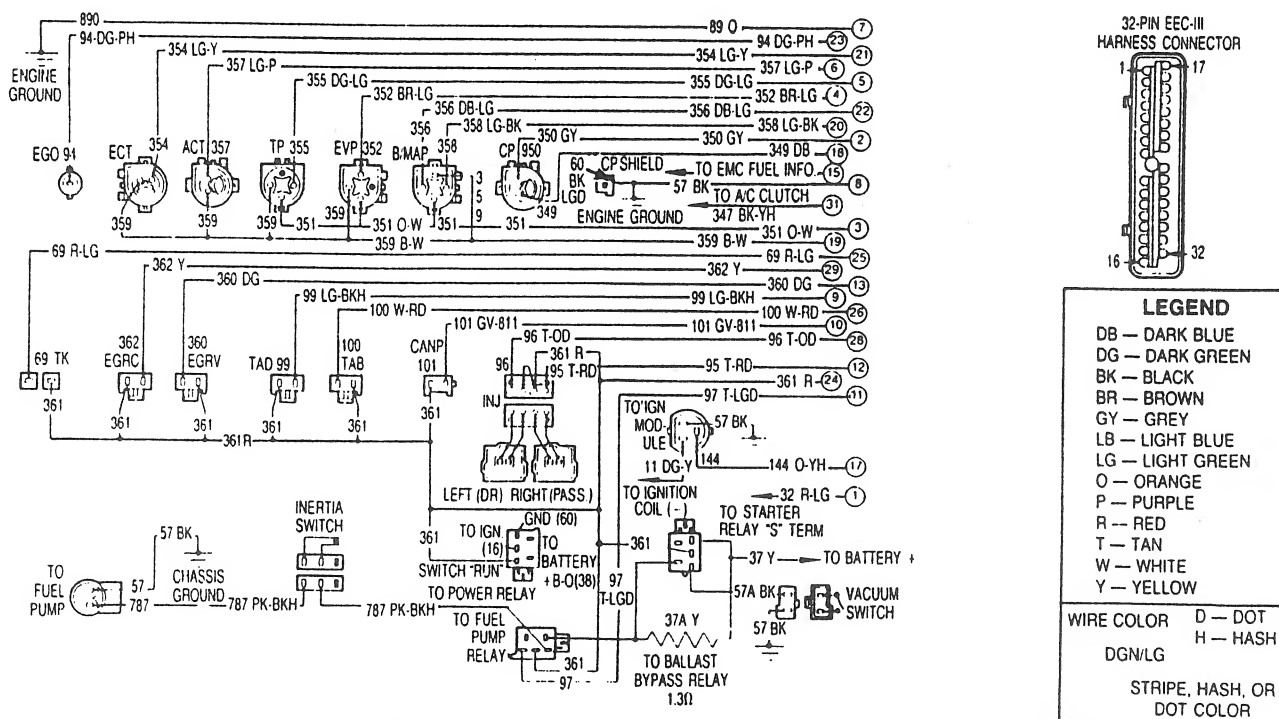 890
89 O
7
94-DG-PH
94 DG-PH
23
354 LG-Y
354 LG-Y
21
357 LG-P
357 LG-P
6
355 DG-LG
355 DG-LG
5
352 BR-LG
352 BR-LG
4
356 DB-LG
356 DB-LG
22
358 LG-BK
358 LG-BK
20
350 GY
350 GY
2
349 DB
18
ENGINE
GROUND
EGO 94
ECT
354
ACT
357
TP
355
EVP
352
356
B/MAP
358
CP
950
60
BK
LGD
CP SHIELD
TO EMC FUEL INFO.
15
57 BK
8
TO A/C CLUTCH
31
347 BK-YH
ENGINE GROUND
349
3
5
9
359
359
359
351
359
351 O-W
351
351
351 O-W
3
359
359 B-W
359 B-W
19
69 R-LG
69 R-LG
25
362 Y
362 Y
29
360 DG
360 DG
13
99 LG-BKH
99 LG-BKH
9
100 W-RD
100 W-RD
26
101 GV-811
101 GV-811
10
96 T-OD
96 T-OD
28
361 R
95 T-RD
95 T-RD
12
361 R
24
97 T-LGD
11
69 TK
362
EGRC
360
EGRV
TAD 99
100
TAB
CANP
101
96
INJ
361
361
361
361
361
361
361R
LEFT (DR)
RIGHT (PASS.)
TO IGN
MOD-
ULE
57 BK
11 DG-Y
144
144 O-YH
17
TO IGNITION
COIL (-)
32 R-LG
1
TO STARTER
RELAY "S" TERM
INERTIA
SWITCH
361
GND (60)
TO IGN.
(16)
SWITCH "RUN"
TO
BATTERY
+ B-O(38)
TO POWER RELAY
361
37 Y
TO BATTERY +
57 BK
CHASSIS
GROUND
TO
FUEL
PUMP
57
787
787 PK-BKH
787 PK-BKH
97
T-LGD
57A BK
VACUUM
SWITCH
57 BK
TO FUEL
PUMP
RELAY
37A Y
361
97
TO BALLAST
BYPASS RELAY
1.3Ω
32-PIN EEC-III
HARNESS CONNECTOR
1
17
16
32
LEGEND
DB — DARK BLUE
DG — DARK GREEN
BK — BLACK
BR — BROWN
GY — GREY
LB — LIGHT BLUE
LG — LIGHT GREEN
O — ORANGE
P — PURPLE
R -- RED
T — TAN
W — WHITE
Y — YELLOW
WIRE COLOR
D — DOT
H — HASH
DGN/LG
STRIPE, HASH, OR
DOT COLOR